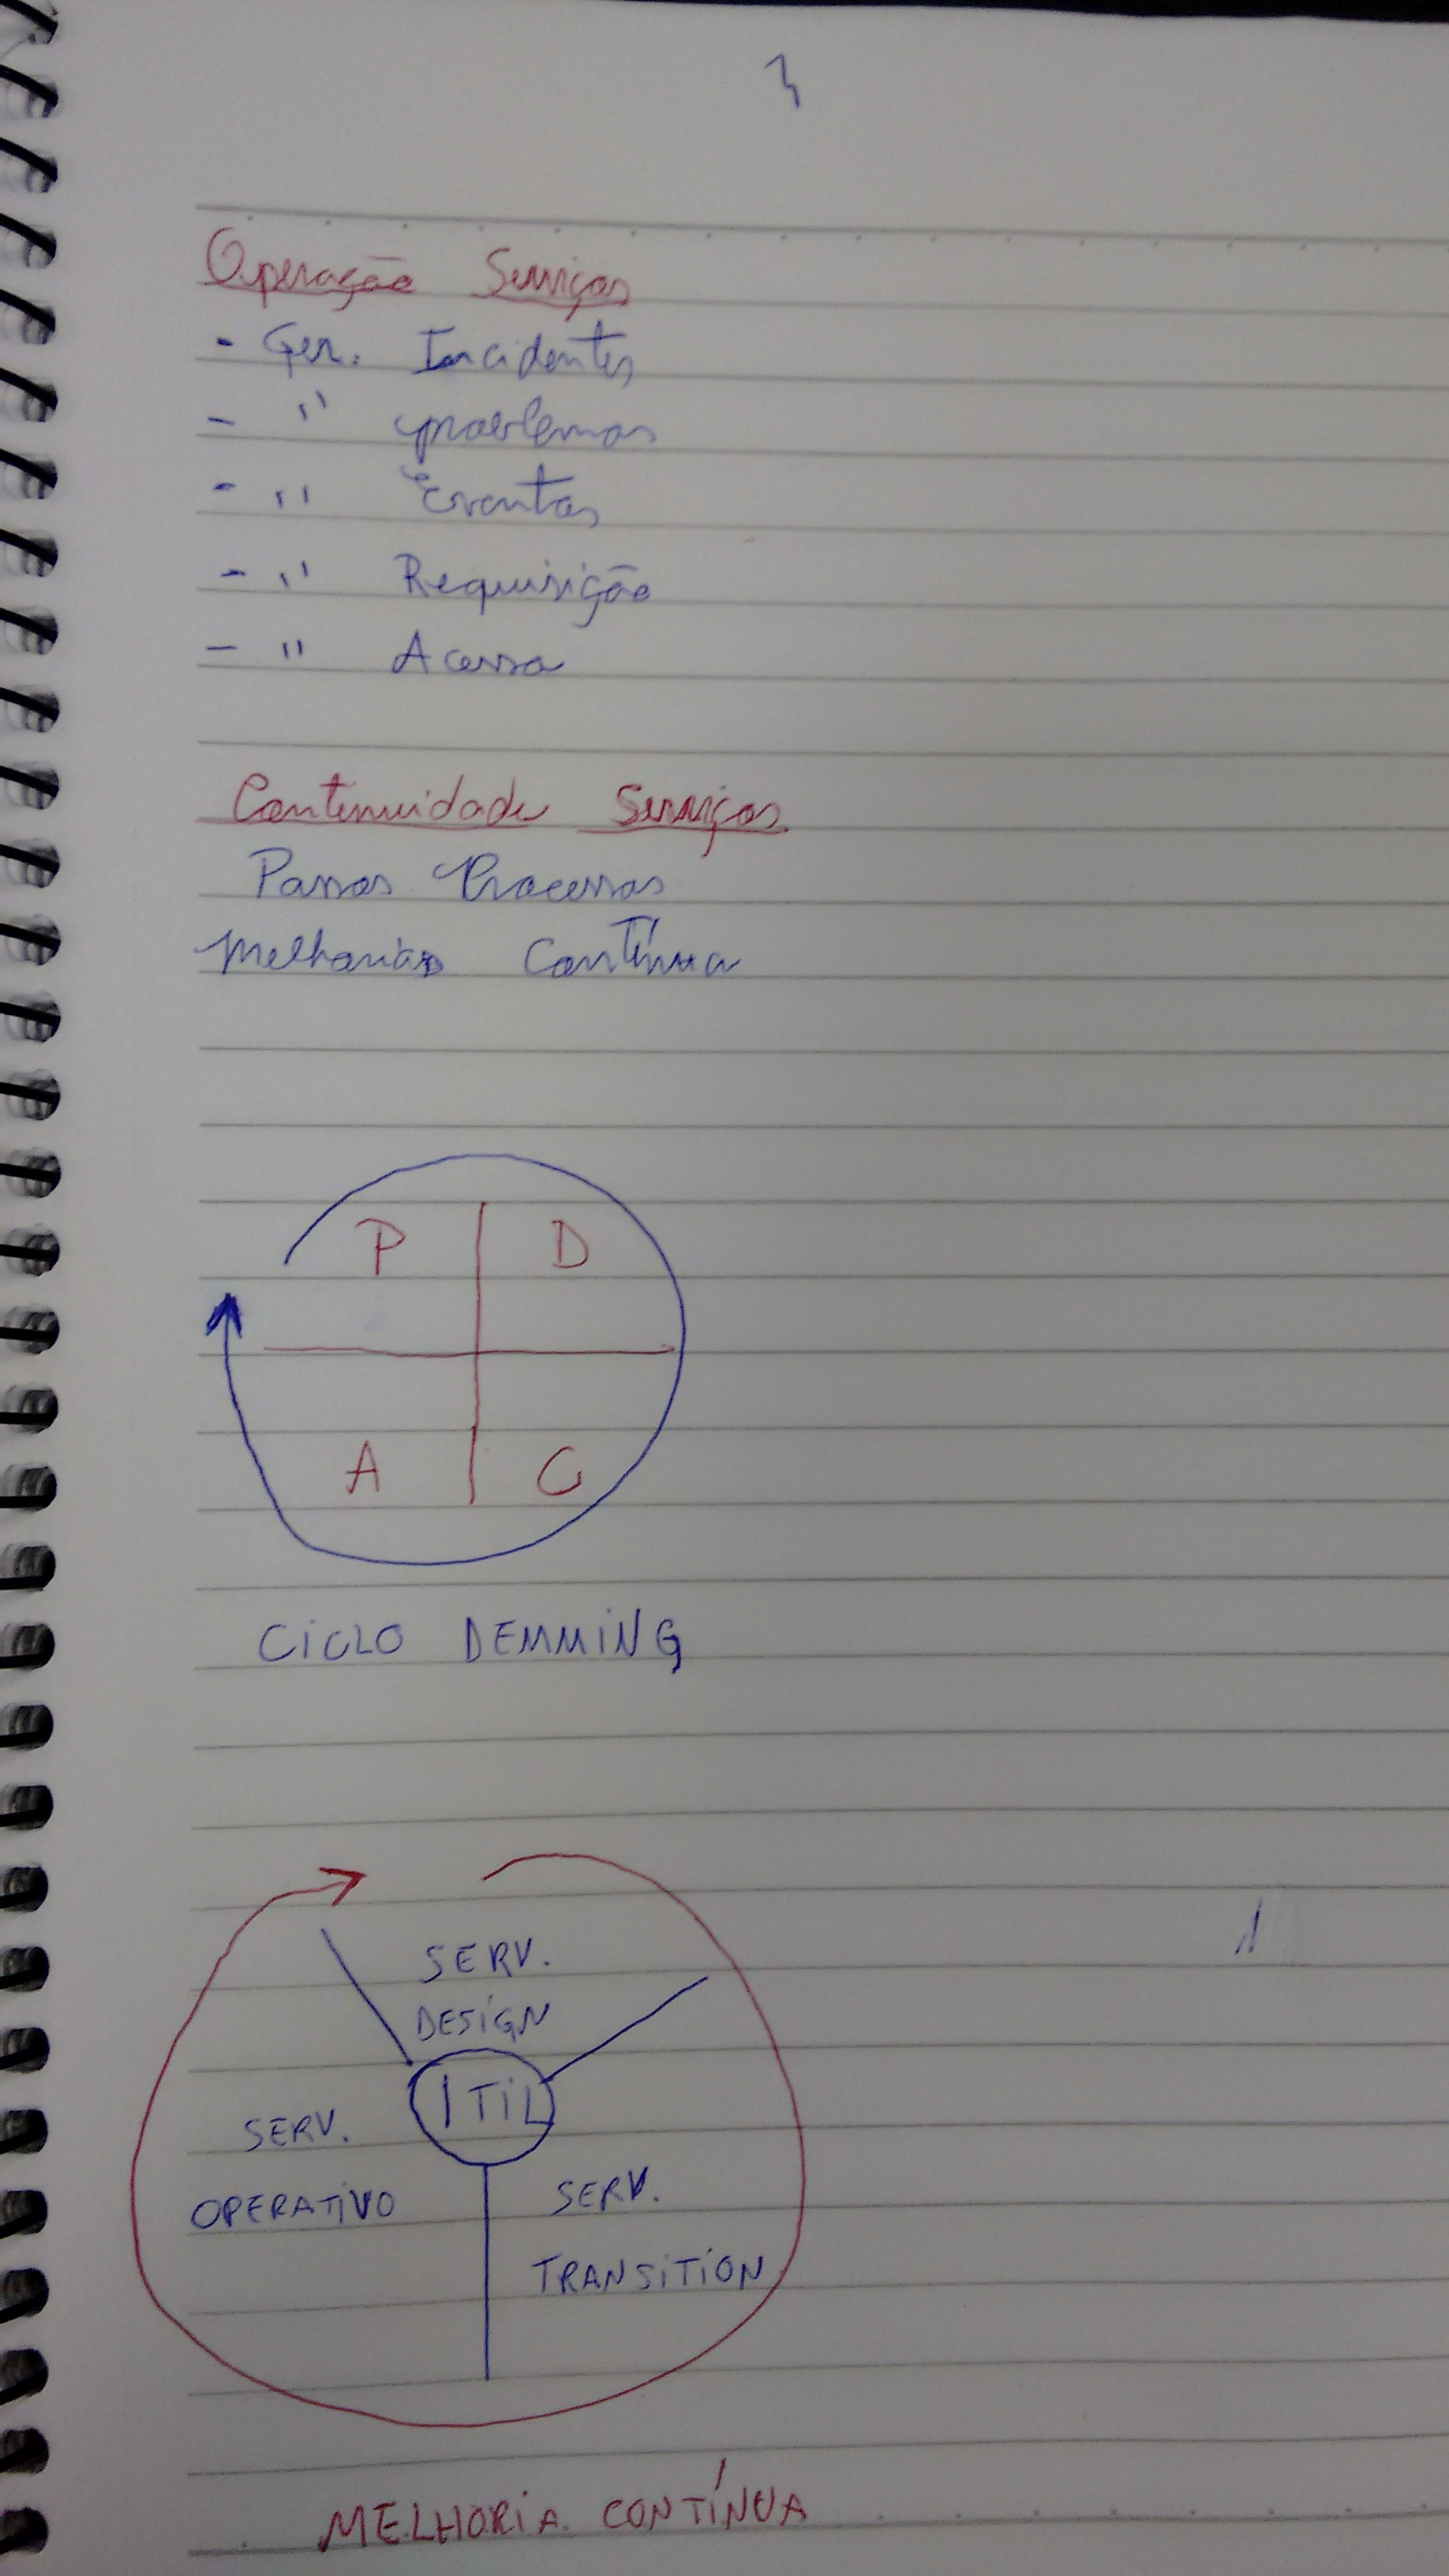 Operação Serviços
- Ger. Incidentes
- " problemas
- " Eventos
- " Requisição
- " Acesso
Continuidade Serviços
Passos Processos
Melhorias Contínua
P D
A C
CICLO DEMMING
SERV.
DESIGN
ITIL
SERV.
OPERATIVO
SERV.
TRANSITION
MELHORIA CONTÍNUA